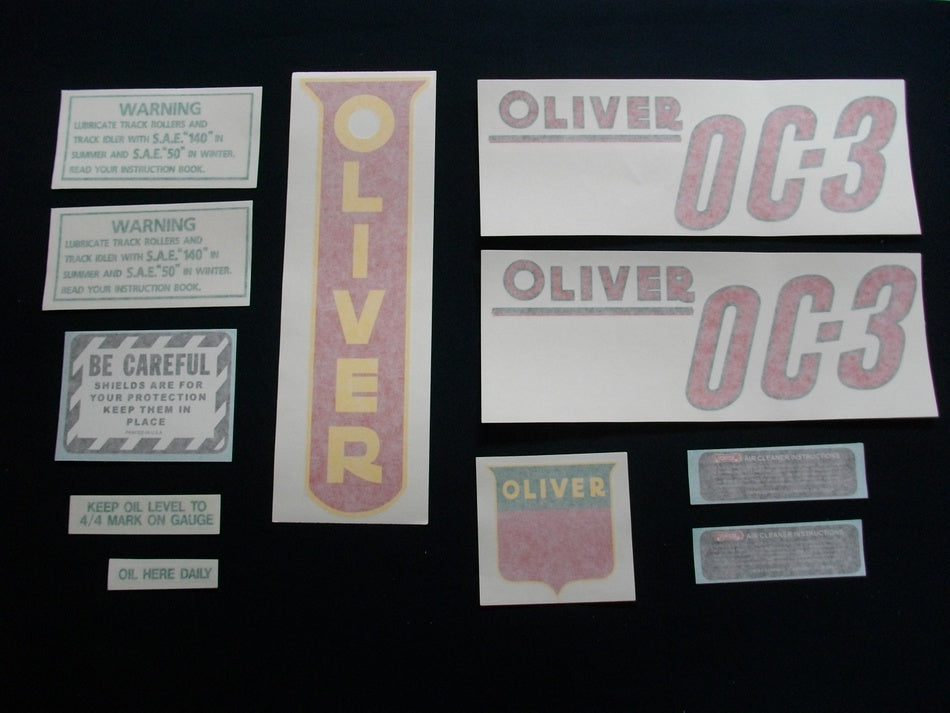 WARNING
LUBRICATE TRACK ROLLERS AND
TRACK IDLER WITH S.A.E. "140" IN
SUMMER AND S.A.E. "50" IN WINTER.
READ YOUR INSTRUCTION BOOK.
WARNING
LUBRICATE TRACK ROLLERS AND
TRACK IDLER WITH S.A.E. "140" IN
SUMMER AND S.A.E. "50" IN WINTER.
READ YOUR INSTRUCTION BOOK.
BE CAREFUL
SHIELDS ARE FOR
YOUR PROTECTION
KEEP THEM IN
PLACE
PRINTED IN U.S.A.
KEEP OIL LEVEL TO
4/4 MARK ON GAUGE
OIL HERE DAILY
OLIVER
OLIVER OC-3
OLIVER OC-3
OLIVER
AIR CLEANER INSTRUCTIONS
AIR CLEANER INSTRUCTIONS